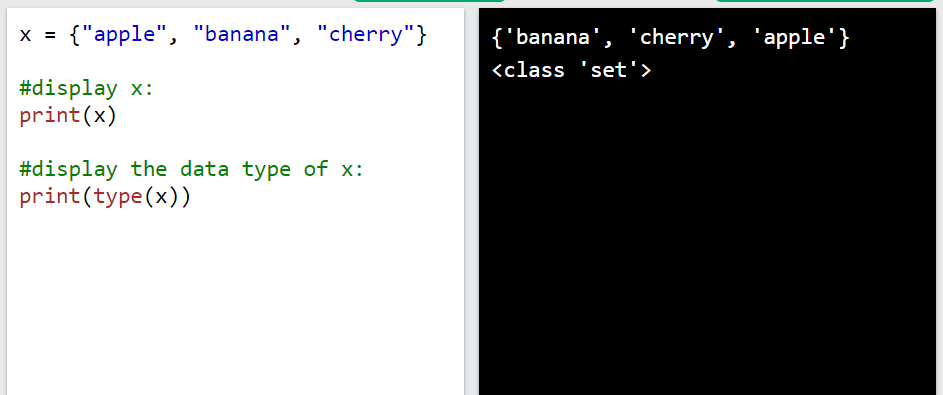 x = {"apple", "banana", "cherry"}
#display x:
print(x)
#display the data type of x:
print(type(x))
{'banana', 'cherry', 'apple'}
<class 'set'>